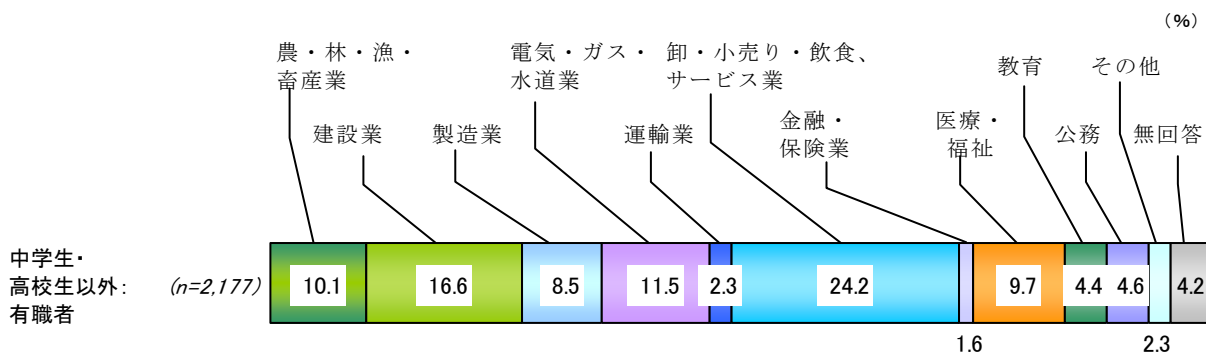 （%）
農・林・漁・
畜産業
電気・ガス・
水道業
卸・小売り・飲食、
サービス業
教育
その他
建設業
製造業
運輸業
金融・
保険業
医療・
福祉
公務
無回答
中学生・
高校生以外：
有職者
(n=2,177)
10.1
16.6
8.5
11.5
2.3
24.2
9.7
4.4
4.6
4.2
1.6
2.3